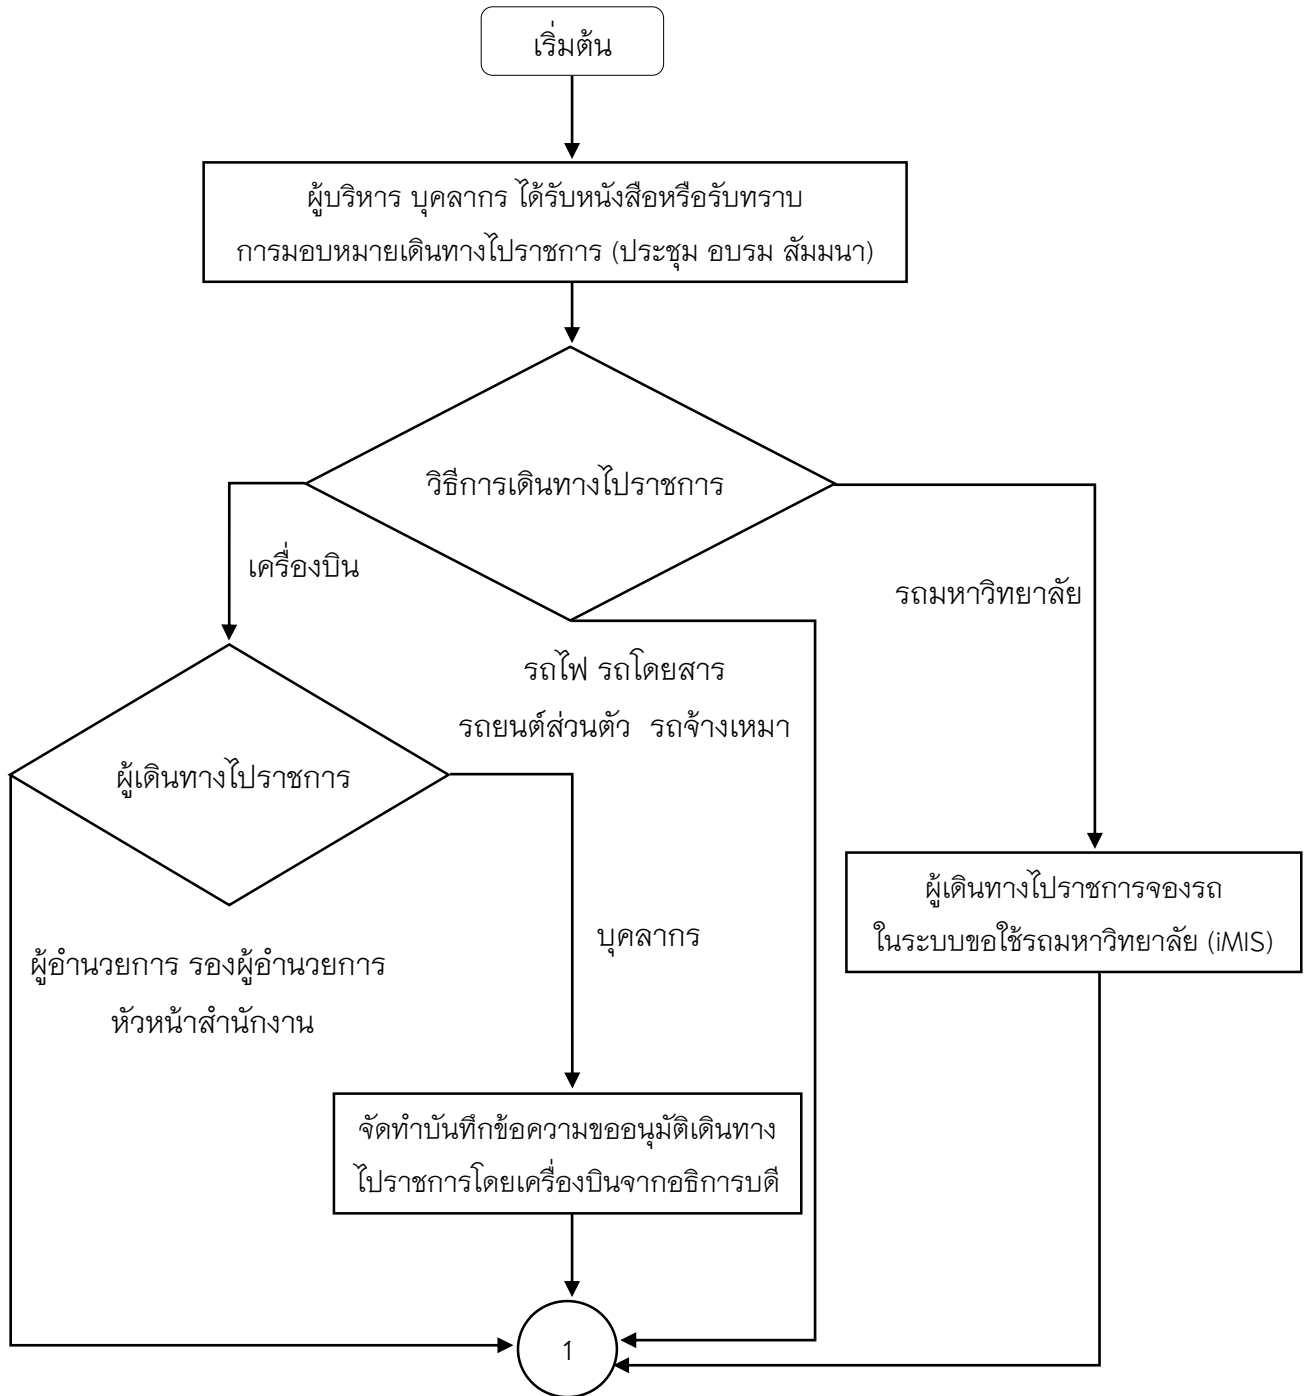 เริ่มต้น
ผู้บริหาร บุคลากร ได้รับหนังสือหรือรับทราบ
การมอบหมายเดินทางไปราชการ (ประชุม อบรม สัมมนา)
วิธีการเดินทางไปราชการ
เครื่องบิน
รถมหาวิทยาลัย
รถไฟ รถโดยสาร
รถยนต์ส่วนตัว รถจ้างเหมา
ผู้เดินทางไปราชการ
ผู้เดินทางไปราชการจองรถ
ในระบบขอใช้รถมหาวิทยาลัย (iMIS)
บุคลากร
ผู้อำนวยการ รองผู้อำนวยการ
หัวหน้าสำนักงาน
จัดทำบันทึกข้อความขออนุมัติเดินทาง
ไปราชการโดยเครื่องบินจากอธิการบดี
1